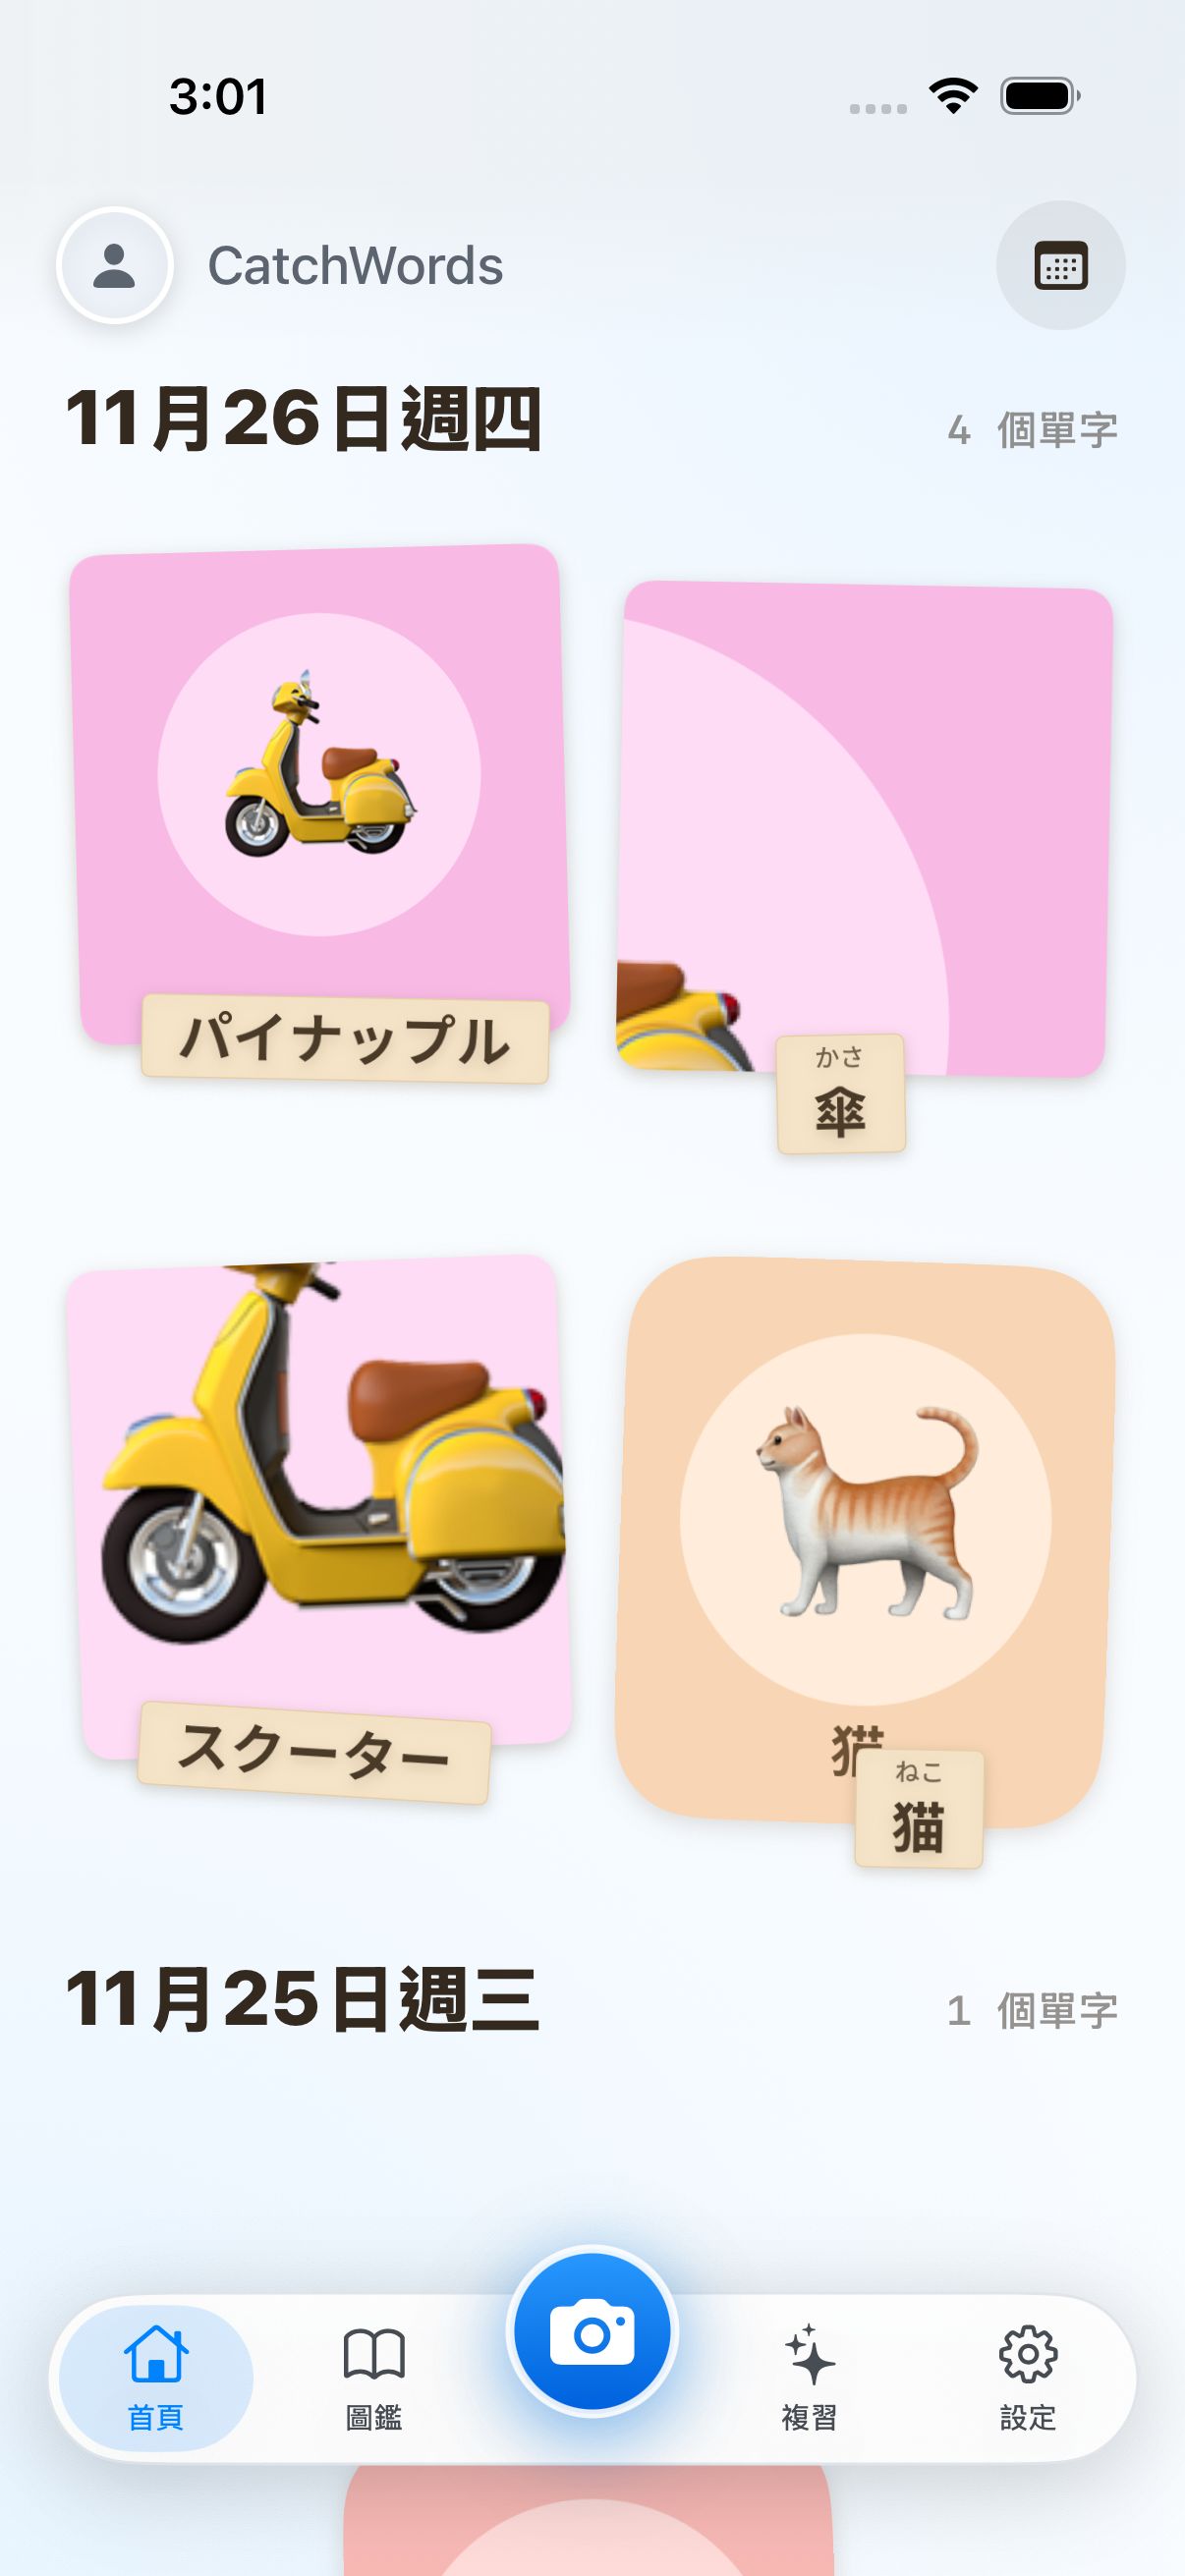 3:01
CatchWords
11月26日週四
4 個單字
パイナップル
かさ
傘
スクーター
猫
ねこ
猫
11月25日週三
1 個單字
首頁
圖鑑
複習
設定